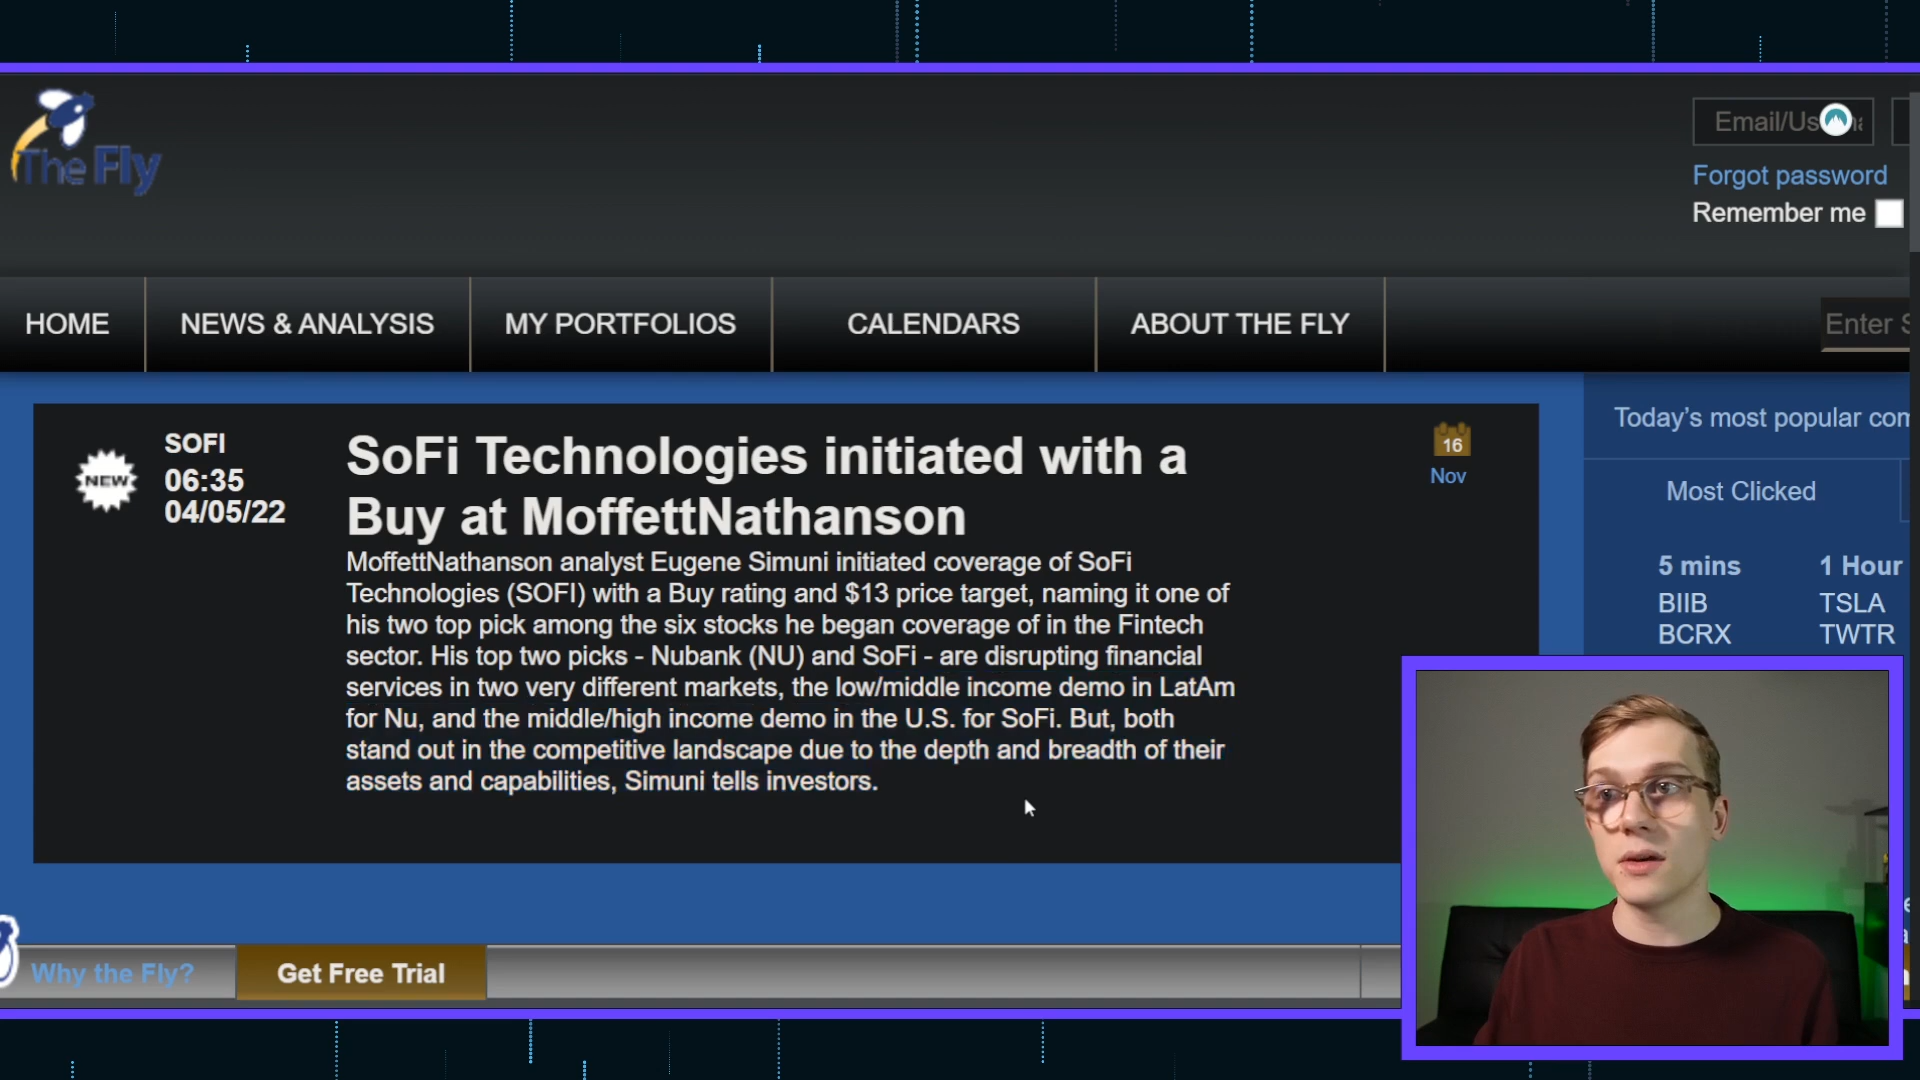 The Fly
Forgot password
Remember me
HOME
NEWS & ANALYSIS
MY PORTFOLIOS
CALENDARS
ABOUT THE FLY
Enter
SOFI
06:35
04/05/22
NEW
SoFi Technologies initiated with a
Buy at MoffettNathanson
MoffettNathanson analyst Eugene Simuni initiated coverage of SoFi
Technologies (SOFI) with a Buy rating and $13 price target, naming it one of
his two top pick among the six stocks he began coverage of in the Fintech
sector. His top two picks - Nubank (NU) and SoFi - are disrupting financial
services in two very different markets, the low/middle income demo in LatAm
for Nu, and the middle/high income demo in the U.S. for SoFi. But, both
stand out in the competitive landscape due to the depth and breadth of their
assets and capabilities, Simuni tells investors.
16
Nov
Today's most popular
Most Clicked
5 mins
1 Hour
BIIB
TSLA
BCRX
TWTR
Why the Fly?
Get Free Trial